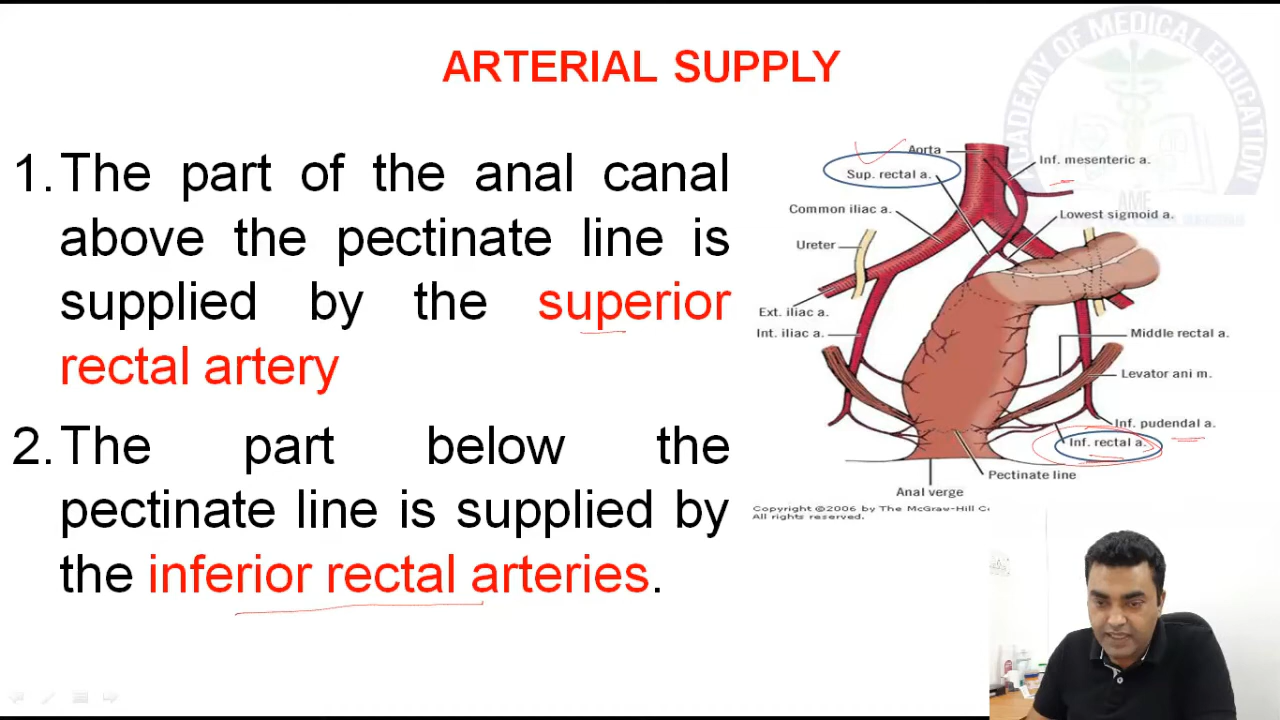 ARTERIAL SUPPLY
1. The part of the anal canal
above the pectinate line is
supplied by the superior
rectal artery
2. The part below the
pectinate line is supplied by
the inferior rectal arteries.
Aorta
Inf. mesenteric a.
Sup. rectal a.
Common iliac a.
Lowest sigmoid a.
Ureter
Ext. iliac a.
Int. iliac a.
Middle rectal a.
Levator ani m.
Inf. pudendal a.
Inf. rectal a.
Pectinate line
Anal verge
Copyright ©2006 by The McGraw-Hill C
All rights reserved.
ACADEMY OF MEDICAL EDUCATION
AME